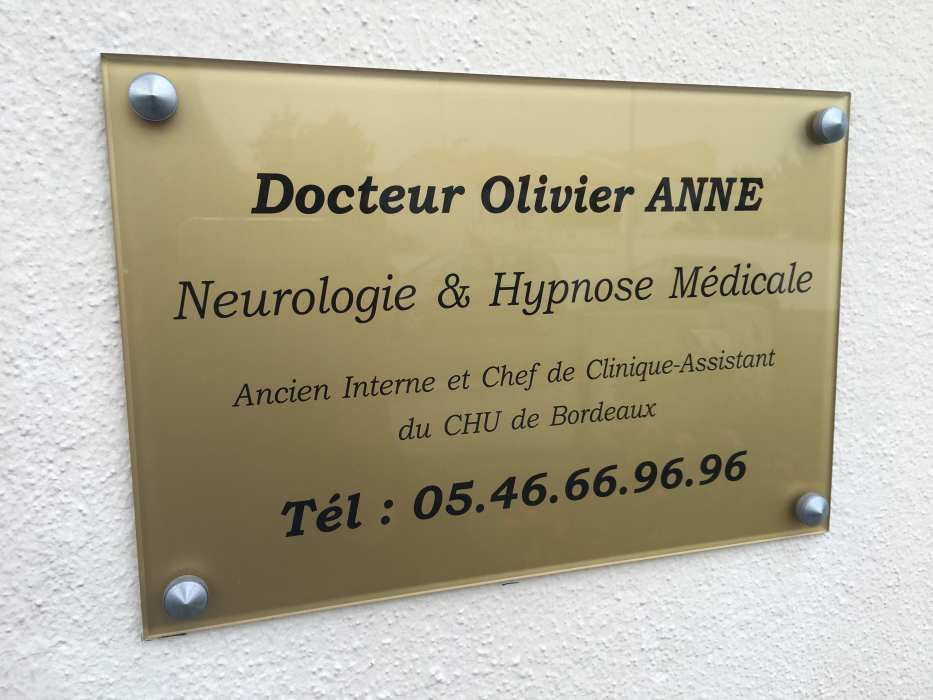 Docteur Olivier ANNE
Neurologie & Hypnose Médicale
Ancien Interne et Chef de Clinique-Assistant
du CHU de Bordeaux
Tél : 05.46.66.96.96